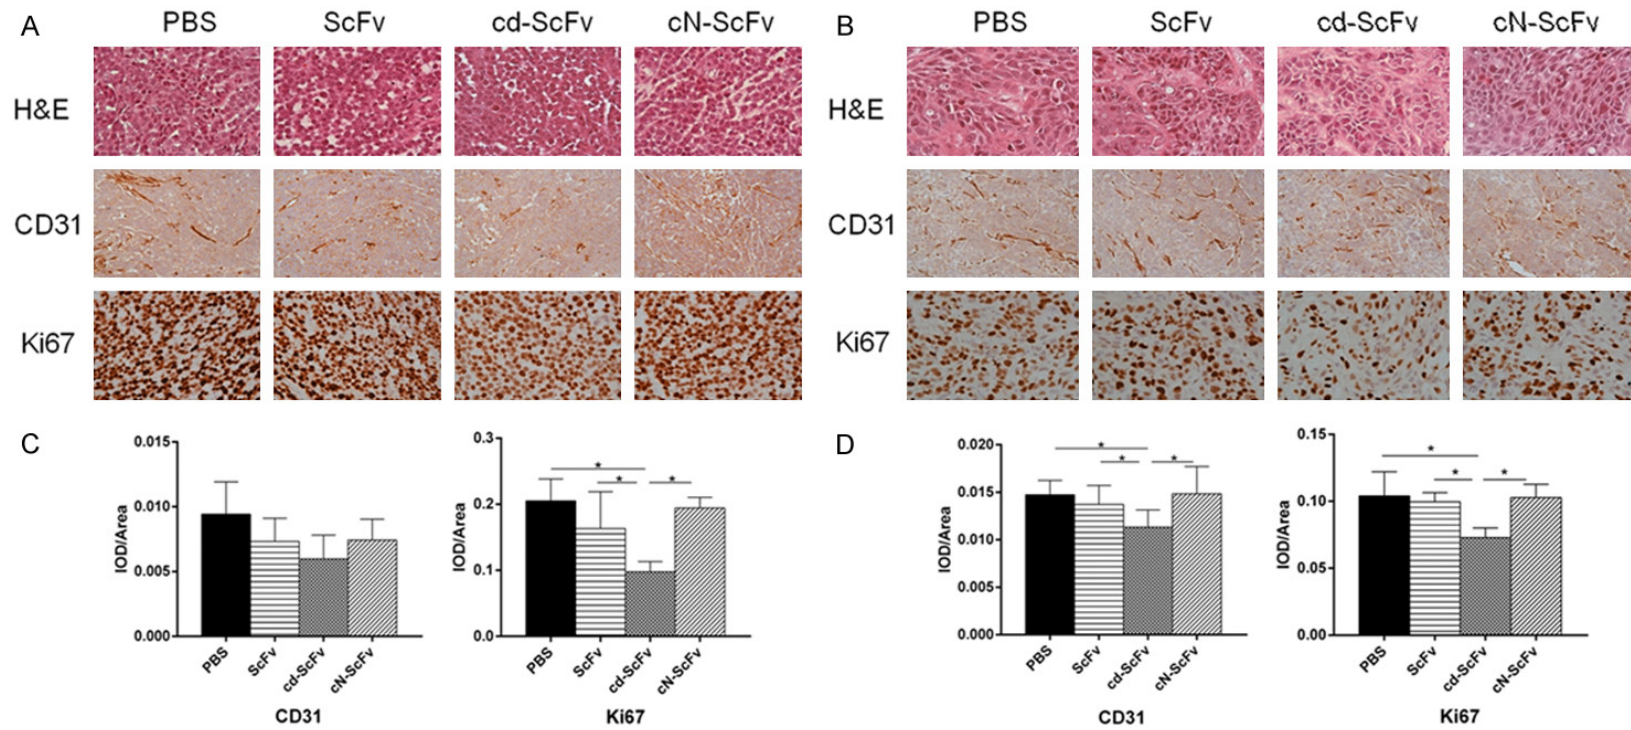 A PBS ScFv cd-ScFv cN-ScFv
H&E
CD31
Ki67
B PBS ScFv cd-ScFv cN-ScFv
H&E
CD31
Ki67
C
IOD/Area
0.015
0.010
0.005
0.000
PBS ScFv cd-ScFv cN-ScFv
CD31
IOD/Area
0.3
0.2
0.1
0.0
* * *
PBS ScFv cd-ScFv cN-ScFv
Ki67
D
IOD/Area
0.020
0.015
0.010
0.005
0.000
* * *
PBS ScFv cd-ScFv cN-ScFv
CD31
IOD/Area
0.15
0.10
0.05
0.00
* * *
PBS ScFv cd-ScFv cN-ScFv
Ki67